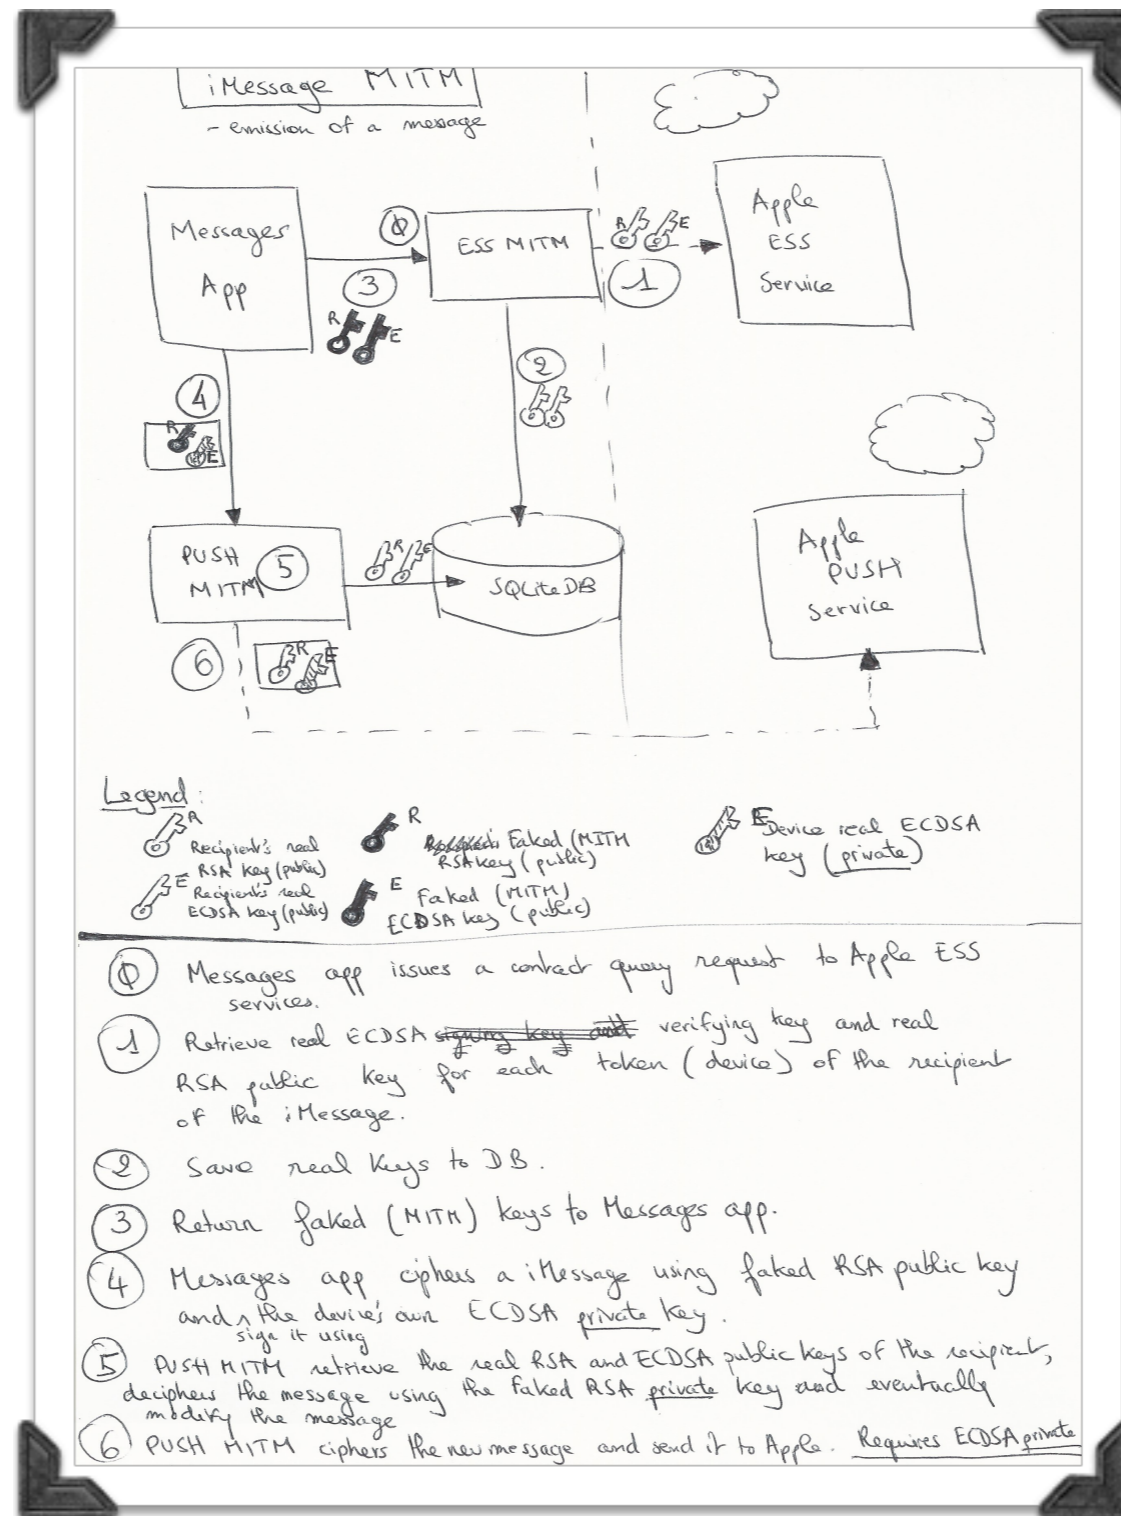 iMessage MITM
- emission of a message
Messages
App
Ø
3
R
E
ESS MITM
R
E
1
Apple
ESS
Service
2
4
R
E
PUSH
MITM
5
R
E
SQLite DB
Apple
PUSH
Service
6
R
E
Legend :
R
Recipient's real
RSA key (public)
E
Recipient's real
ECDSA key (public)
R
Faked (MITM
RSA key (public)
E
Faked (MITM)
ECDSA key (public)
E
Device real ECDSA
key (private)
Ø Messages app issues a contact query request to Apple ESS
services.
1 Retrieve real ECDSA signing key and verifying key and real
RSA public key for each token (device) of the recipient
of the iMessage.
2 Save real keys to DB.
3 Return faked (MITM) keys to Messages app.
4 Messages app ciphers a iMessage using faked RSA public key
and ^ the device's own ECDSA private key.
sign it using
5 PUSH MITM retrieve the real RSA and ECDSA public keys of the recipient,
deciphers the message using the faked RSA private key and eventually
modify the message
6 PUSH MITM ciphers the new message and send it to Apple. Requires ECDSA private